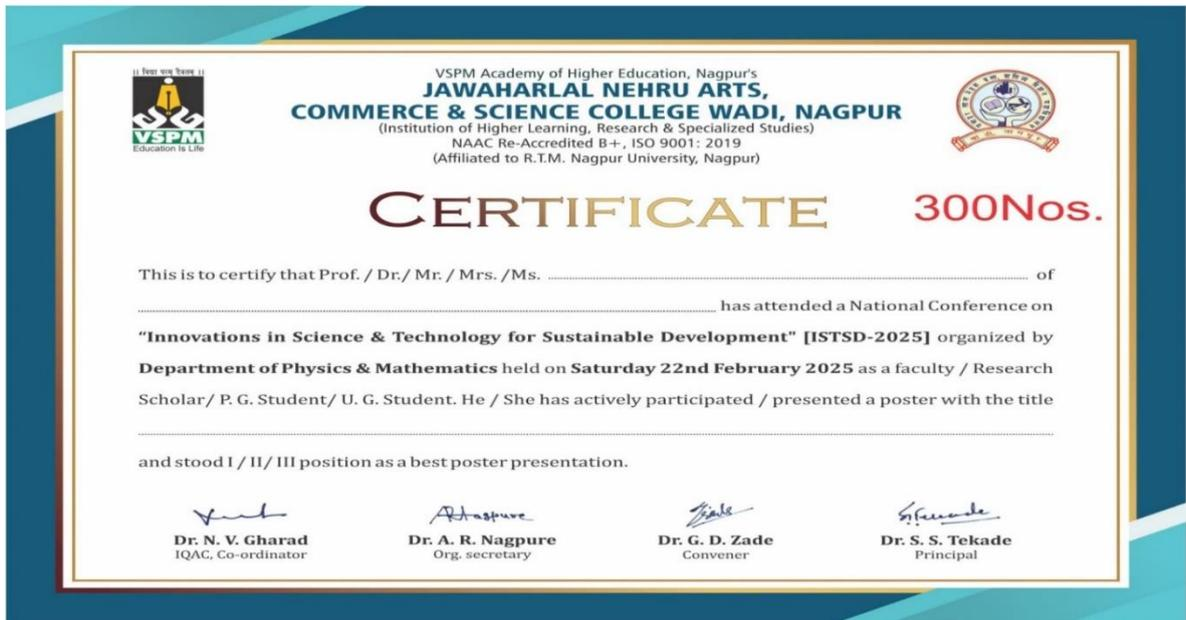 || विद्या परम् दैवतम् ||
VSPM
Education Is Life
VSPM Academy of Higher Education, Nagpur's
JAWAHARLAL NEHRU ARTS,
COMMERCE & SCIENCE COLLEGE WADI, NAGPUR
(Institution of Higher Learning, Research & Specialized Studies)
NAAC Re-Accredited B+, ISO 9001: 2019
(Affiliated to R.T.M. Nagpur University, Nagpur)
CERTIFICATE
300Nos.
This is to certify that Prof. / Dr./ Mr. / Mrs. /Ms. of
has attended a National Conference on
“Innovations in Science & Technology for Sustainable Development" [ISTSD-2025] organized by
Department of Physics & Mathematics held on Saturday 22nd February 2025 as a faculty / Research
Scholar/ P. G. Student/ U. G. Student. He / She has actively participated / presented a poster with the title
and stood I / II/ III position as a best poster presentation.
Dr. N. V. Gharad
IQAC, Co-ordinator
Dr. A. R. Nagpure
Org. secretary
Dr. G. D. Zade
Convener
Dr. S. S. Tekade
Principal